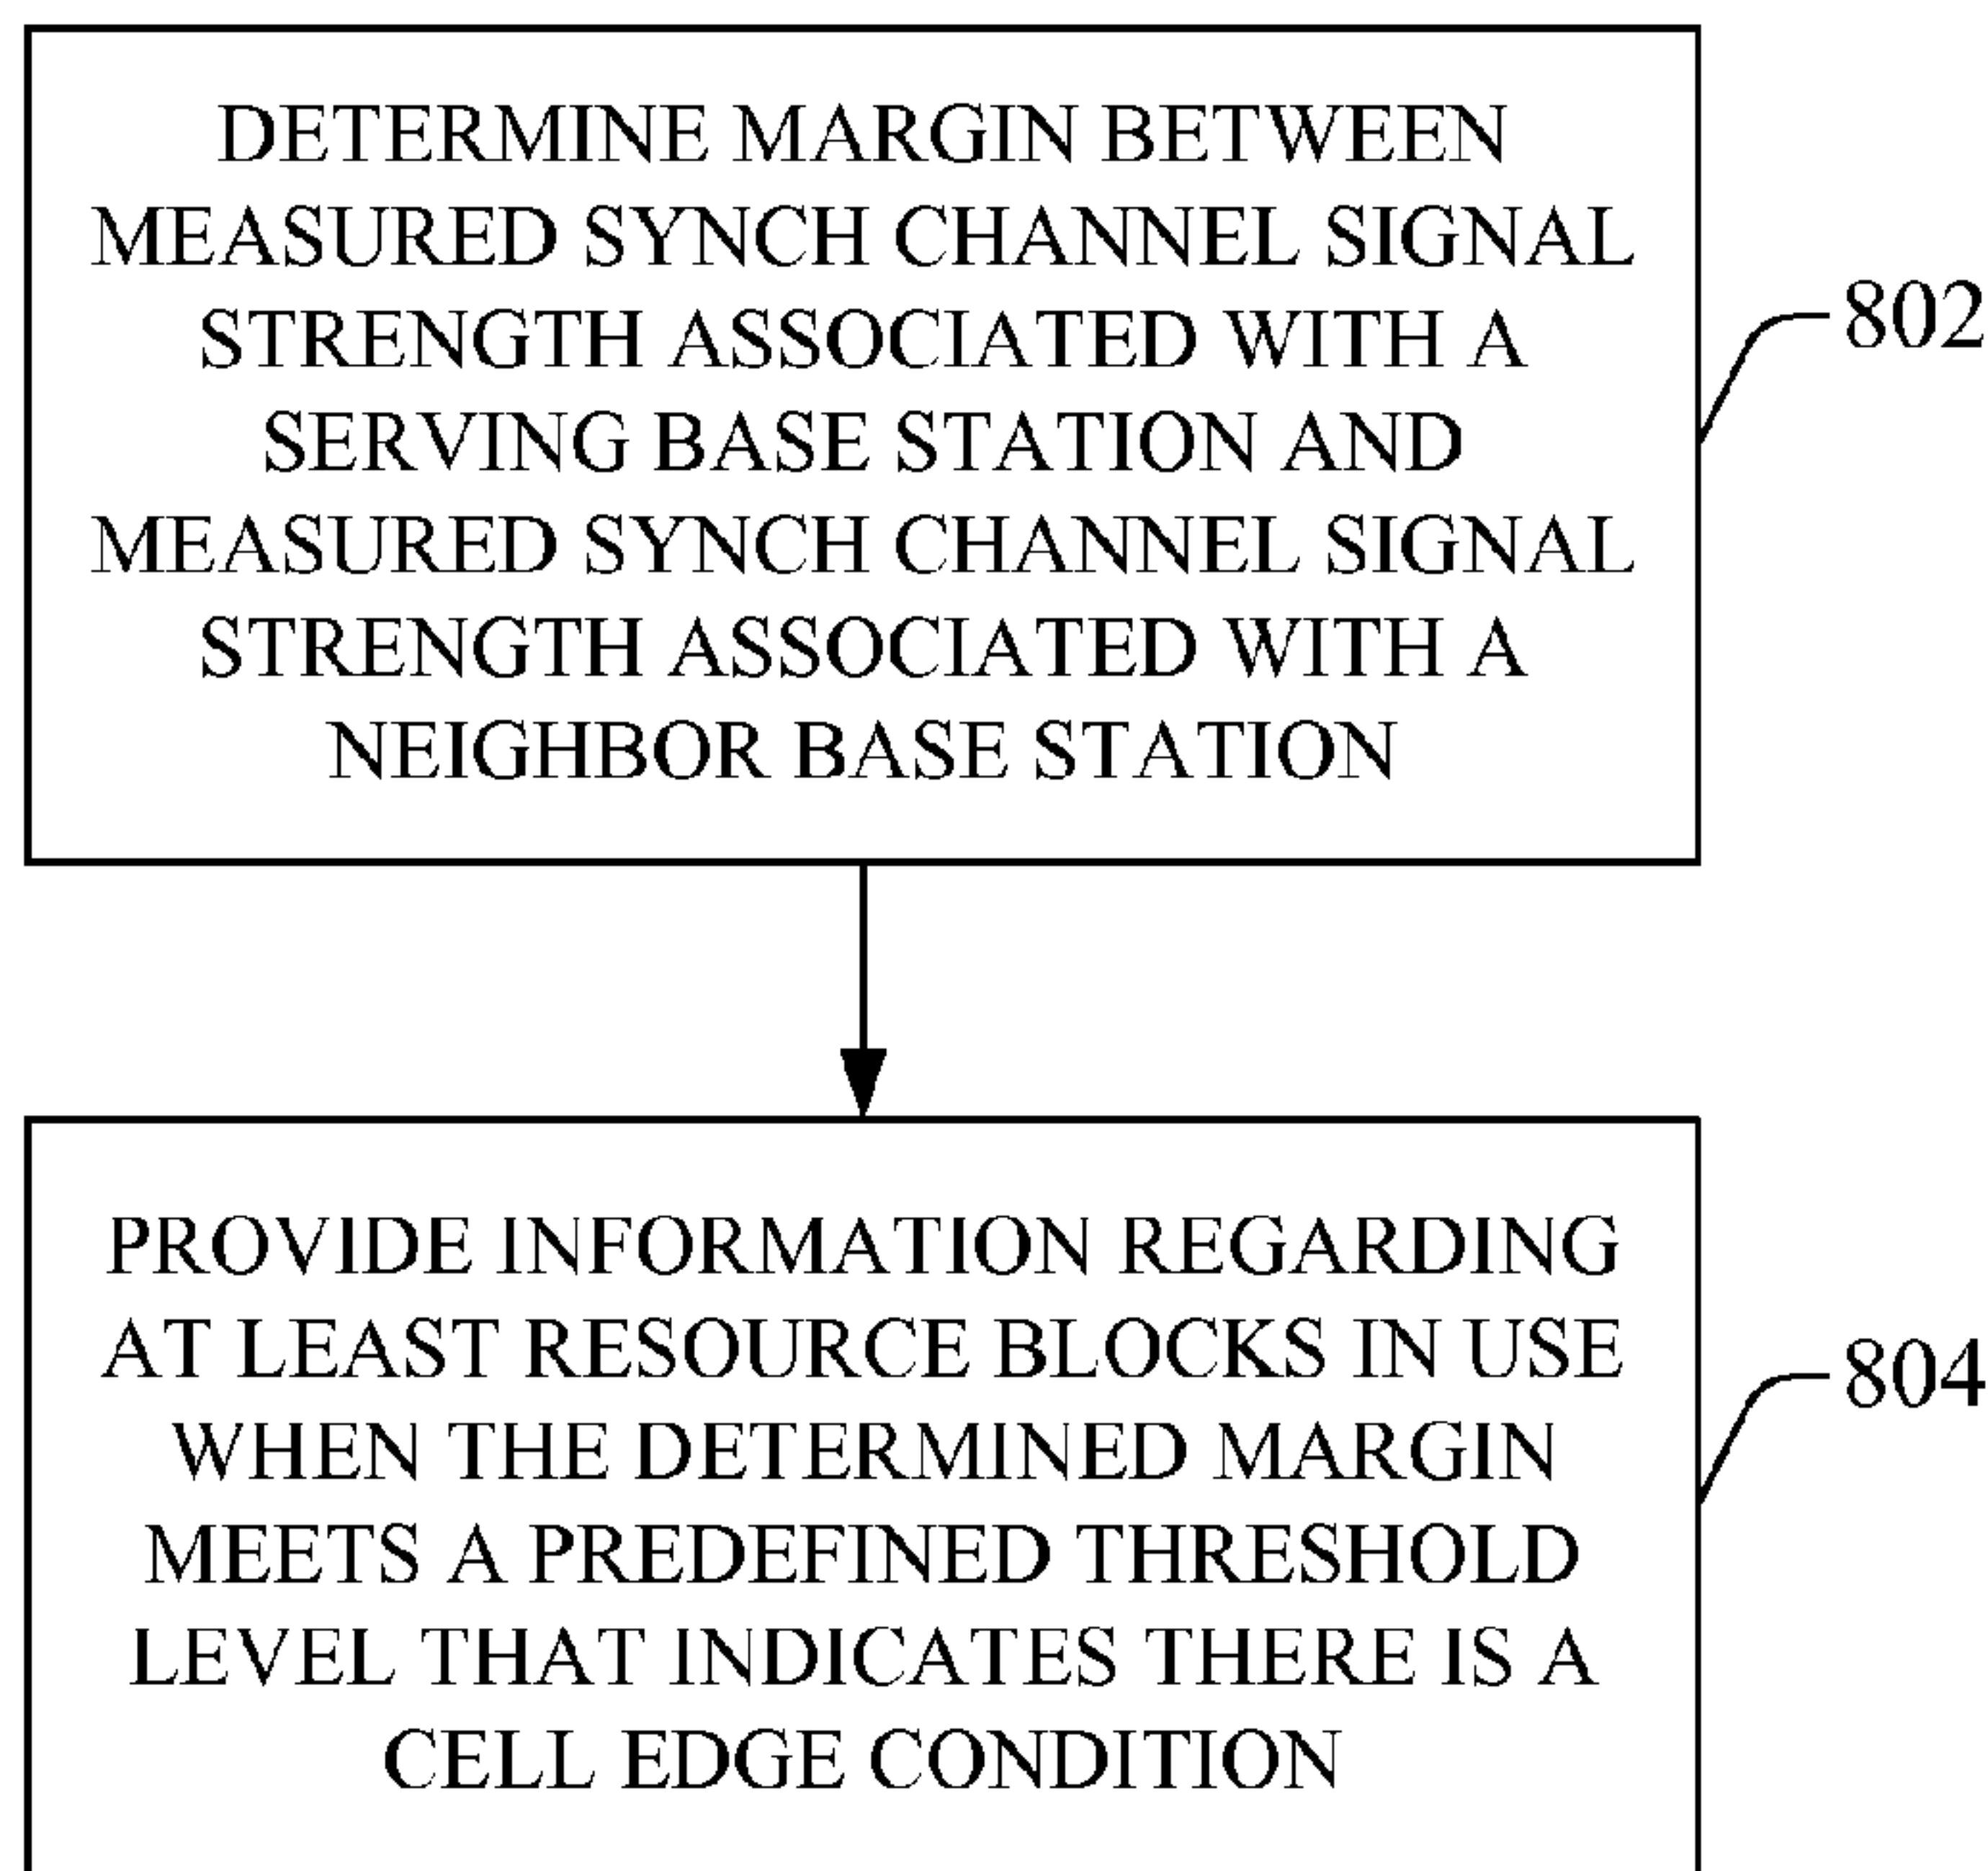 DETERMINE MARGIN BETWEEN
MEASURED SYNCH CHANNEL SIGNAL
STRENGTH ASSOCIATED WITH A
SERVING BASE STATION AND
MEASURED SYNCH CHANNEL SIGNAL
STRENGTH ASSOCIATED WITH A
NEIGHBOR BASE STATION
802
PROVIDE INFORMATION REGARDING
AT LEAST RESOURCE BLOCKS IN USE
WHEN THE DETERMINED MARGIN
MEETS A PREDEFINED THRESHOLD
LEVEL THAT INDICATES THERE IS A
CELL EDGE CONDITION
804